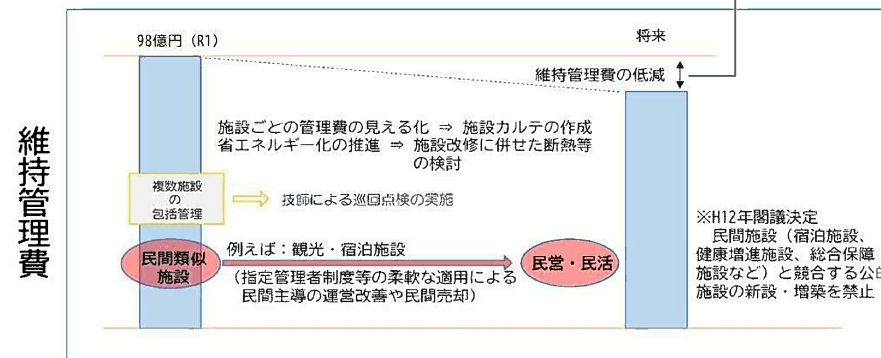 維持管理費
98億円（R1）
将来
維持管理費の低減
施設ごとの管理費の見える化 ⇒ 施設カルテの作成
省エネルギー化の推進 ⇒ 施設改修に併せた断熱等
の検討
複数施設
の
包括管理
技師による巡回点検の実施
民間類似
施設
例えば：観光・宿泊施設
（指定管理者制度等の柔軟な適用による
民間主導の運営改善や民間売却）
民営・民活
※H12年閣議決定
民間施設（宿泊施設、
健康増進施設、総合保障
施設など）と競合する公的
施設の新設・増築を禁止